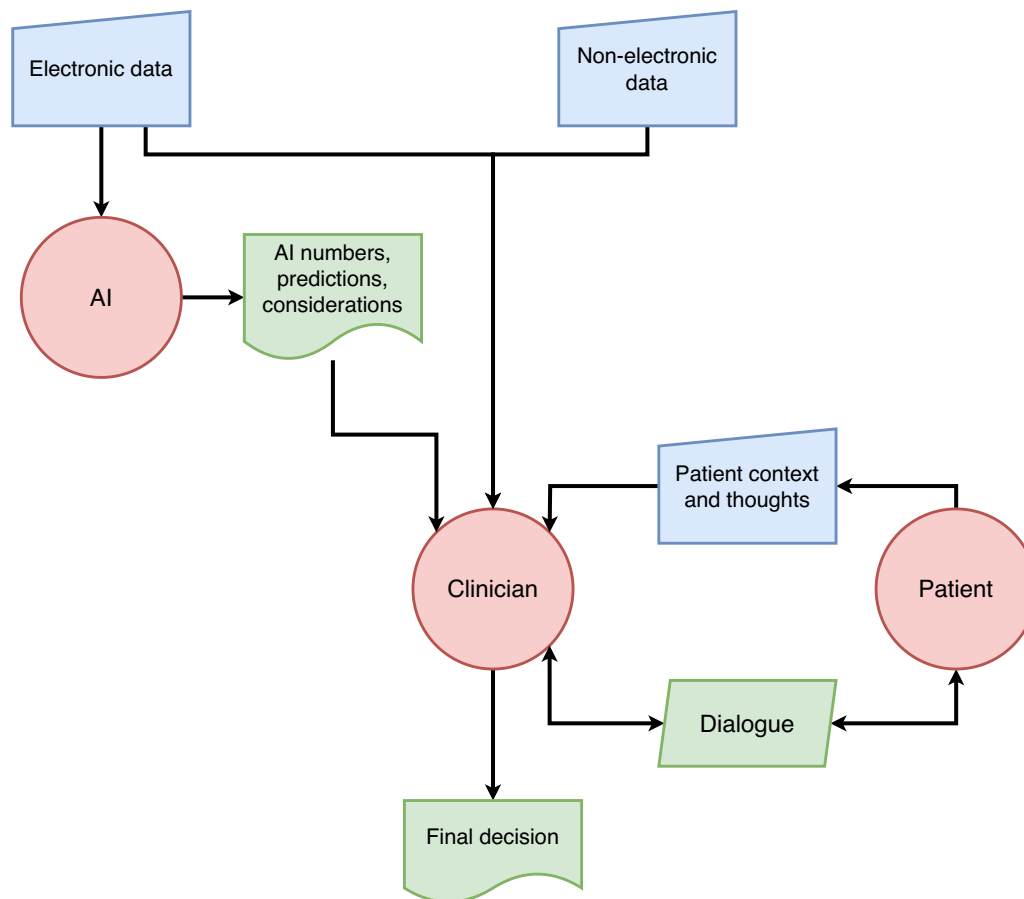 Electronic data
Non-electronic
data
AI
AI numbers,
predictions,
considerations
Patient context
and thoughts
Clinician
Patient
Dialogue
Final decision